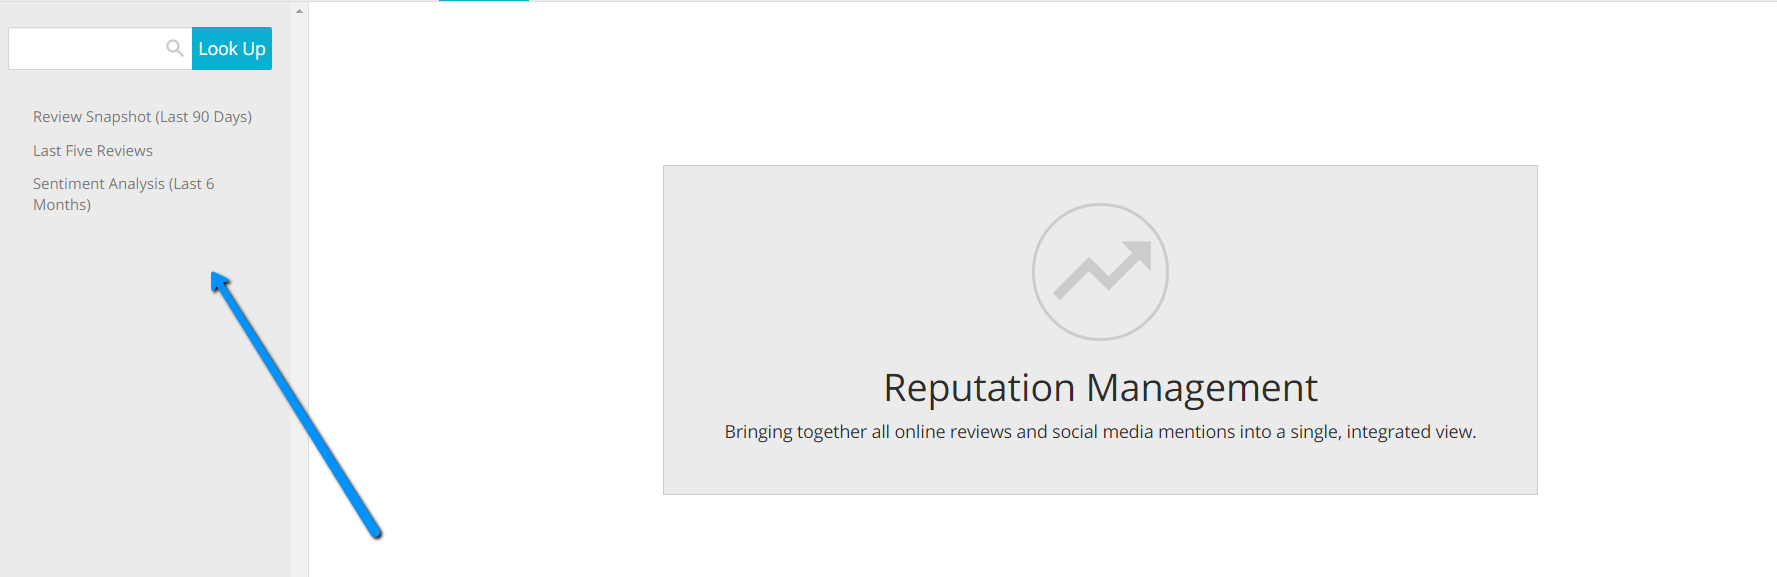 Look Up
Review Snapshot (Last 90 Days)
Last Five Reviews
Sentiment Analysis (Last 6
Months)
Reputation Management
Bringing together all online reviews and social media mentions into a single, integrated view.